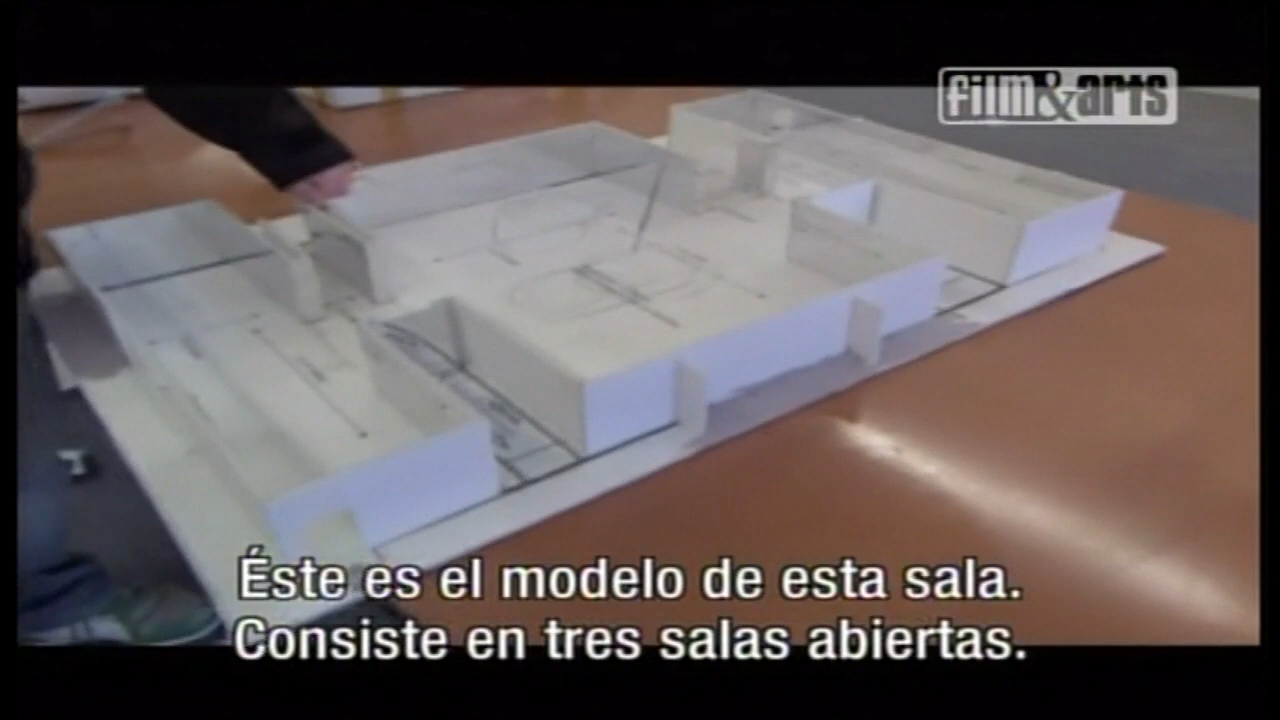 film&arts
Éste es el modelo de esta sala.
Consiste en tres salas abiertas.